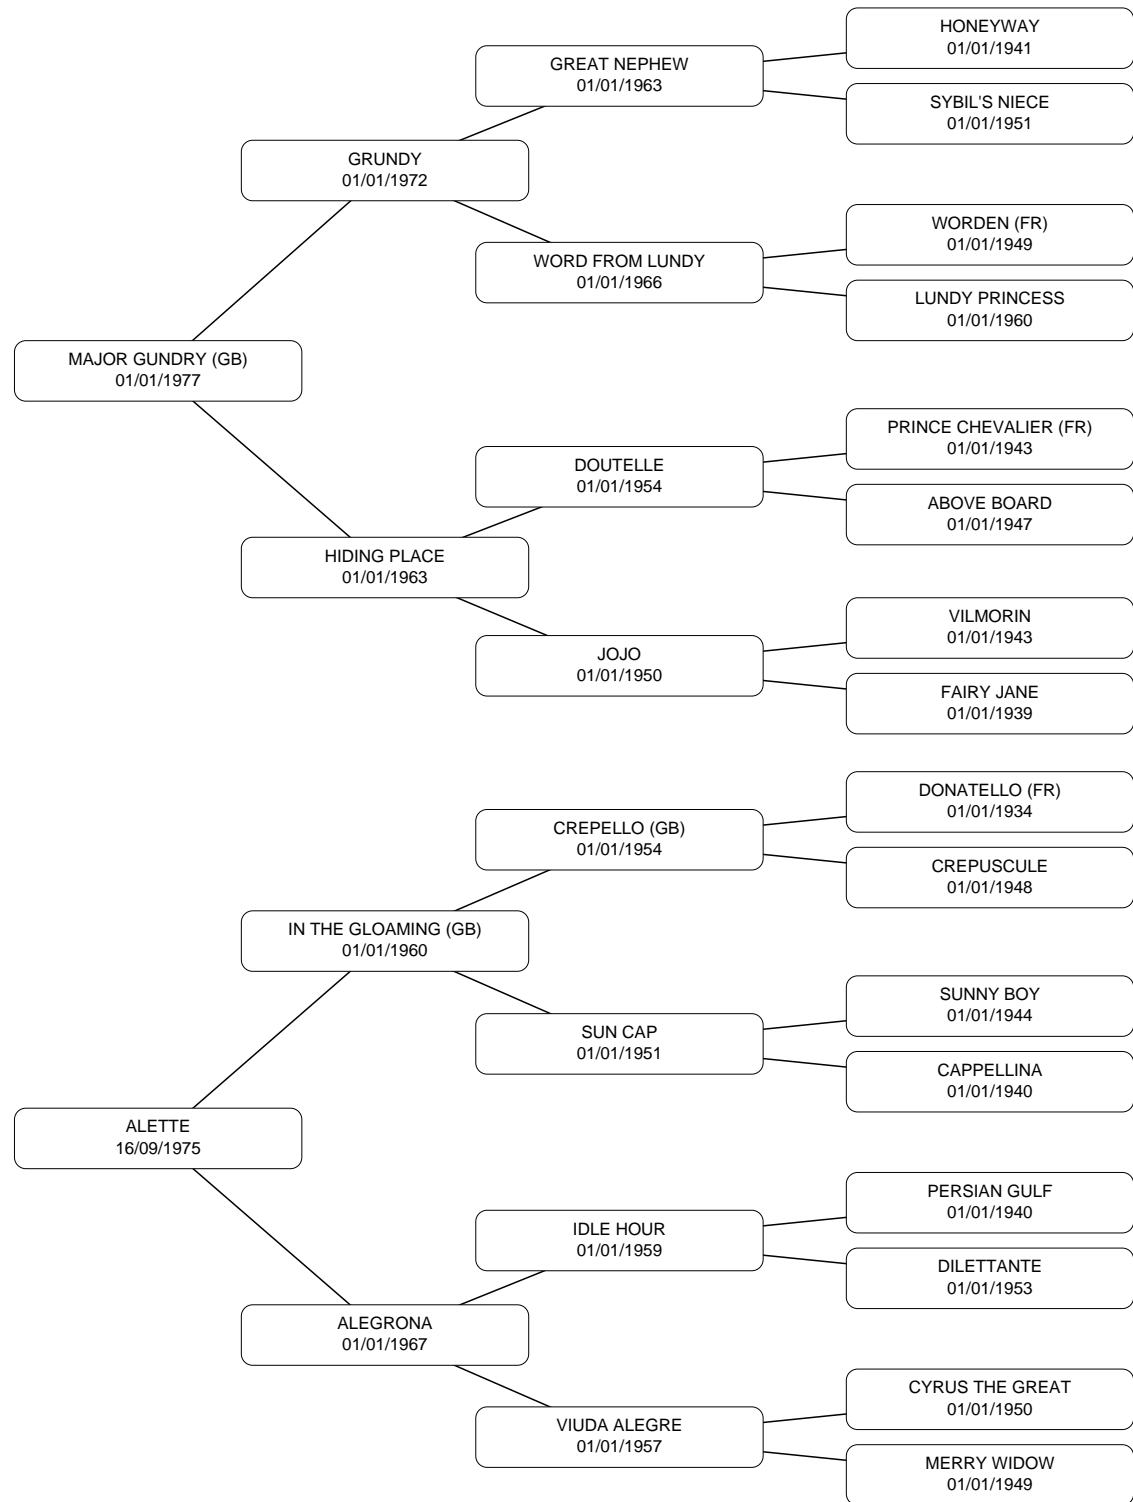 HONEYWAY
01/01/1941
GREAT NEPHEW
01/01/1963
SYBIL'S NIECE
01/01/1951
GRUNDY
01/01/1972
WORDEN (FR)
01/01/1949
WORD FROM LUNDY
01/01/1966
LUNDY PRINCESS
01/01/1960
MAJOR GUNDRY (GB)
01/01/1977
PRINCE CHEVALIER (FR)
01/01/1943
DOUTELLE
01/01/1954
ABOVE BOARD
01/01/1947
HIDING PLACE
01/01/1963
VILMORIN
01/01/1943
JOJO
01/01/1950
FAIRY JANE
01/01/1939
DONATELLO (FR)
01/01/1934
CREPELLO (GB)
01/01/1954
CREPUSCULE
01/01/1948
IN THE GLOAMING (GB)
01/01/1960
SUNNY BOY
01/01/1944
SUN CAP
01/01/1951
CAPPELLINA
01/01/1940
ALETTE
16/09/1975
PERSIAN GULF
01/01/1940
IDLE HOUR
01/01/1959
DILETTANTE
01/01/1953
ALEGRONA
01/01/1967
CYRUS THE GREAT
01/01/1950
VIUDA ALEGRE
01/01/1957
MERRY WIDOW
01/01/1949